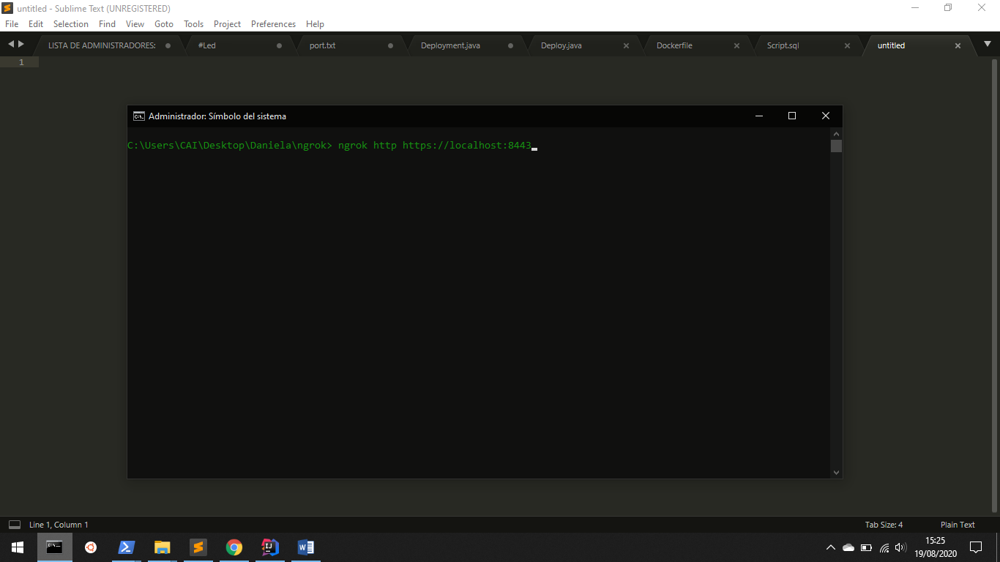 untitled - Sublime Text (UNREGISTERED)
File Edit Selection Find View Goto Tools Project Preferences Help
LISTA DE ADMINISTRADORES: #Led port.txt Deployment.java Deploy.java Dockerfile Script.sql untitled
1
Administrador: Símbolo del sistema
C:\Users\CAI\Desktop\Daniela\ngrok> ngrok http https://localhost:8443
Line 1, Column 1 Tab Size: 4 Plain Text
15:25
19/08/2020